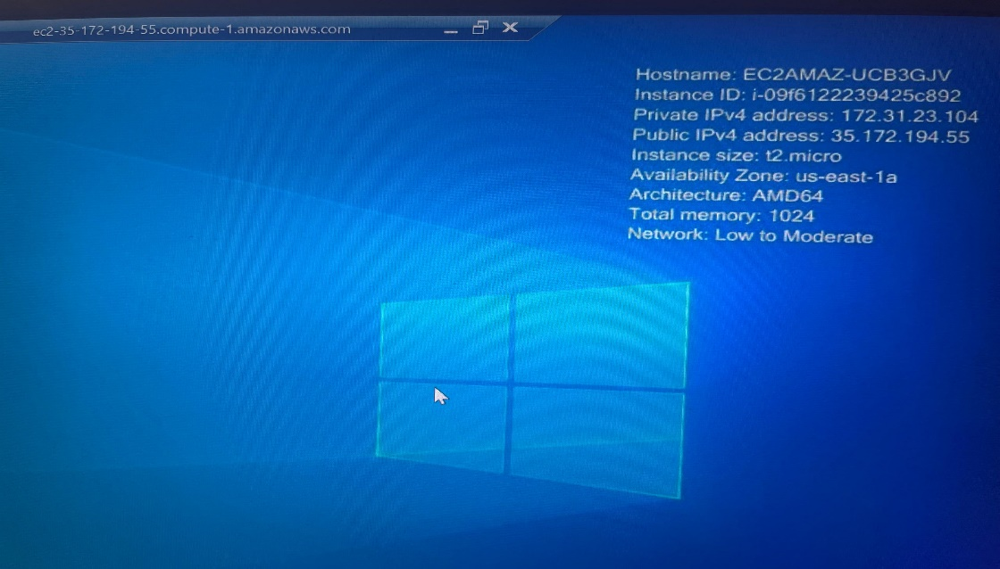 ec2-35-172-194-55.compute-1.amazonaws.com
Hostname: EC2AMAZ-UCB3GJV
Instance ID: i-09f6122239425c892
Private IPv4 address: 172.31.23.104
Public IPv4 address: 35.172.194.55
Instance size: t2.micro
Availability Zone: us-east-1a
Architecture: AMD64
Total memory: 1024
Network: Low to Moderate